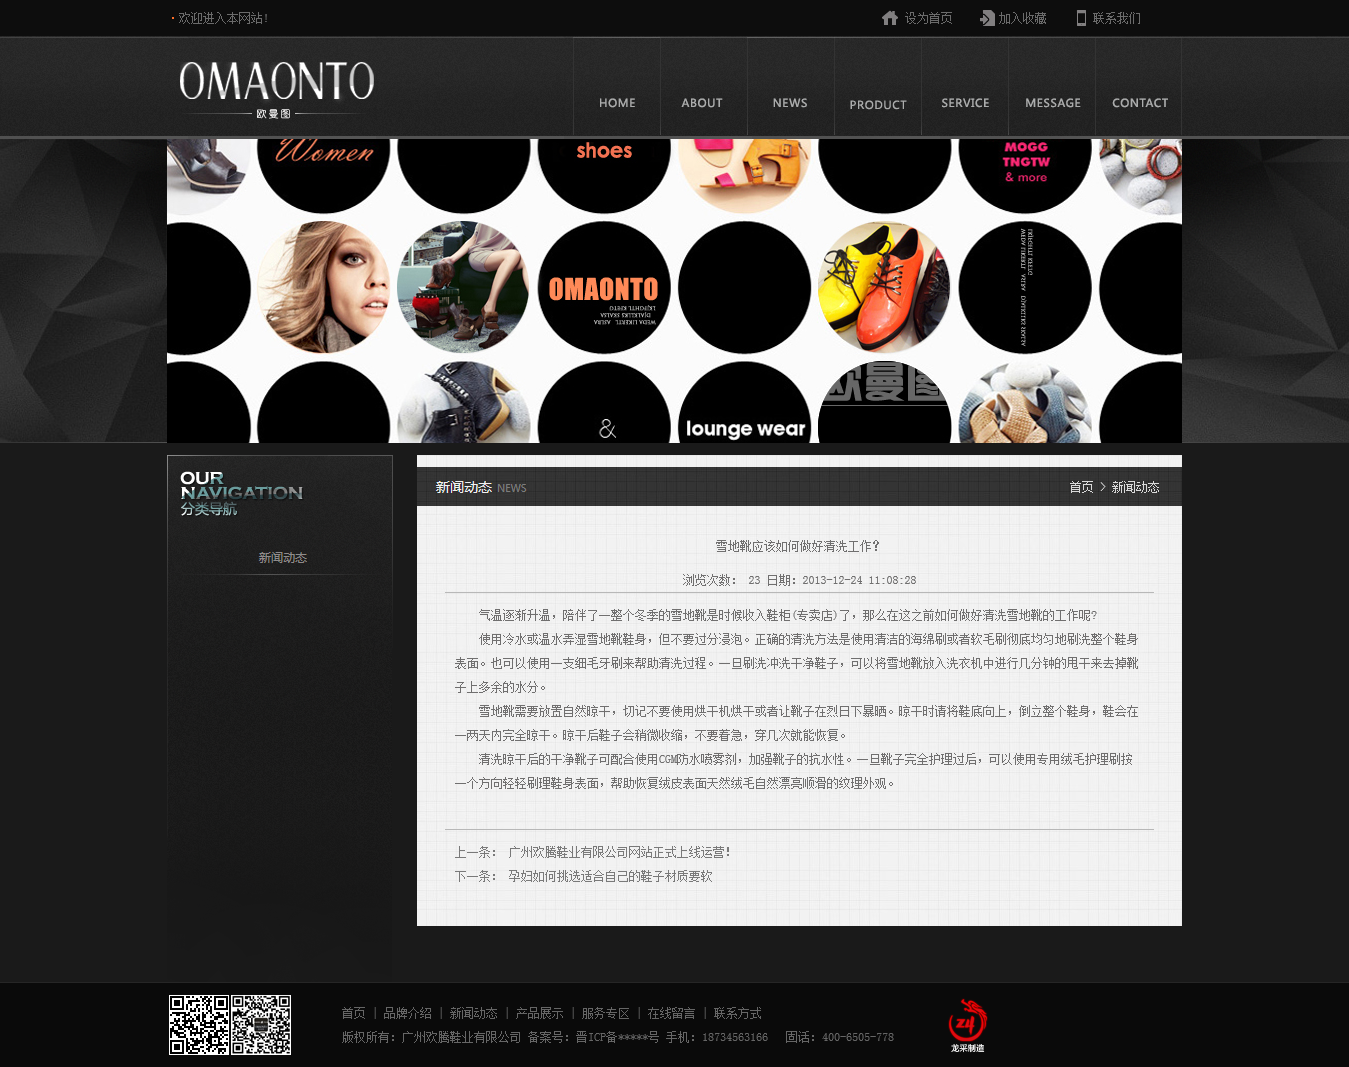 欢迎进入本网站!
设为首页 加入收藏 联系我们
OMAONTO
欧曼图
HOME ABOUT NEWS PRODUCT SERVICE MESSAGE CONTACT
Women
shoes
MOGG
TNGTW
& more
OMAONTO
欧曼图
&
lounge wear
OUR
NAVIGATION
分类导航
新闻动态
新闻动态 NEWS
首页 > 新闻动态
雪地靴应该如何做好清洗工作？
浏览次数： 23 日期：2013-12-24 11:08:28
气温逐渐升温，陪伴了一整个冬季的雪地靴是时候收入鞋柜(专卖店)了，那么在这之前如何做好清洗雪地靴的工作呢?
使用冷水或温水弄湿雪地靴鞋身，但不要过分浸泡。正确的清洗方法是使用清洁的海绵刷或者软毛刷彻底均匀地刷洗整个鞋身
表面。也可以使用一支细毛牙刷来帮助清洗过程。一旦刷洗冲洗干净鞋子，可以将雪地靴放入洗衣机中进行几分钟的甩干来去掉靴
子上多余的水分。
雪地靴需要放置自然晾干，切记不要使用烘干机烘干或者让靴子在烈日下暴晒。晾干时请将鞋底向上，倒立整个鞋身，鞋会在
一两天内完全晾干。晾干后鞋子会稍微收缩，不要着急，穿几次就能恢复。
清洗晾干后的干净靴子可配合使用CGM防水喷雾剂，加强靴子的抗水性。一旦靴子完全护理过后，可以使用专用绒毛护理刷按
一个方向轻轻刷理鞋身表面，帮助恢复绒皮表面天然绒毛自然漂亮顺滑的纹理外观。
上一条： 广州欢腾鞋业有限公司网站正式上线运营！
下一条： 孕妇如何挑选适合自己的鞋子材质要软
首页 | 品牌介绍 | 新闻动态 | 产品展示 | 服务专区 | 在线留言 | 联系方式
版权所有：广州欢腾鞋业有限公司 备案号：晋ICP备*****号 手机：18734563166 固话：400-6505-778
龙采制造